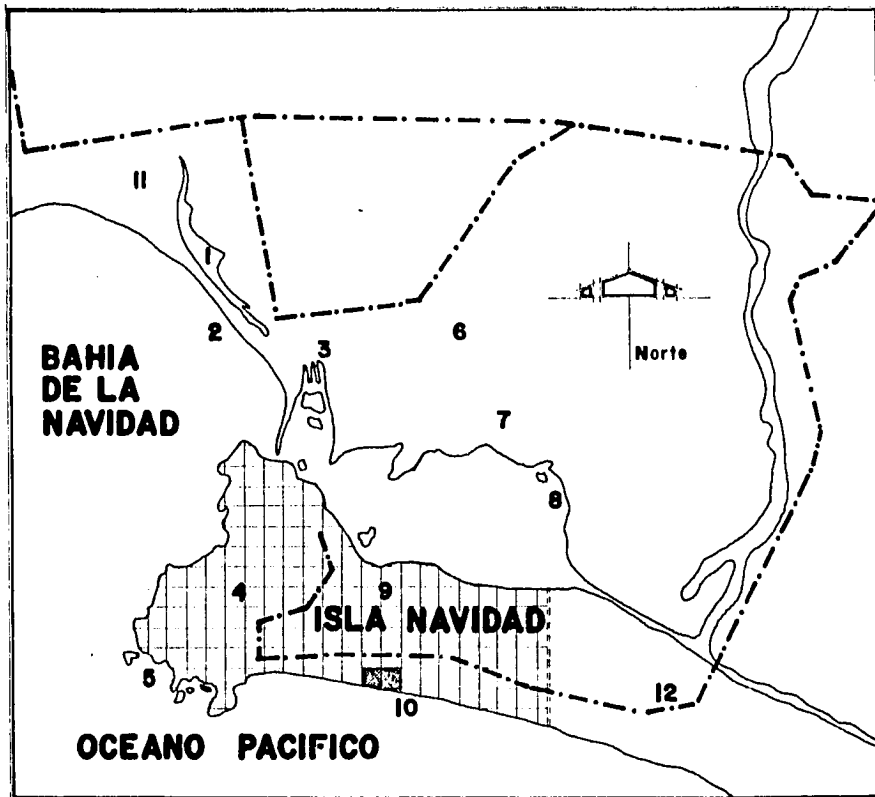 11
1
2
3
6
Norte
BAHIA
DE LA
NAVIDAD
7
8
4
9
ISLA NAVIDAD
5
10
12
OCEANO PACIFICO